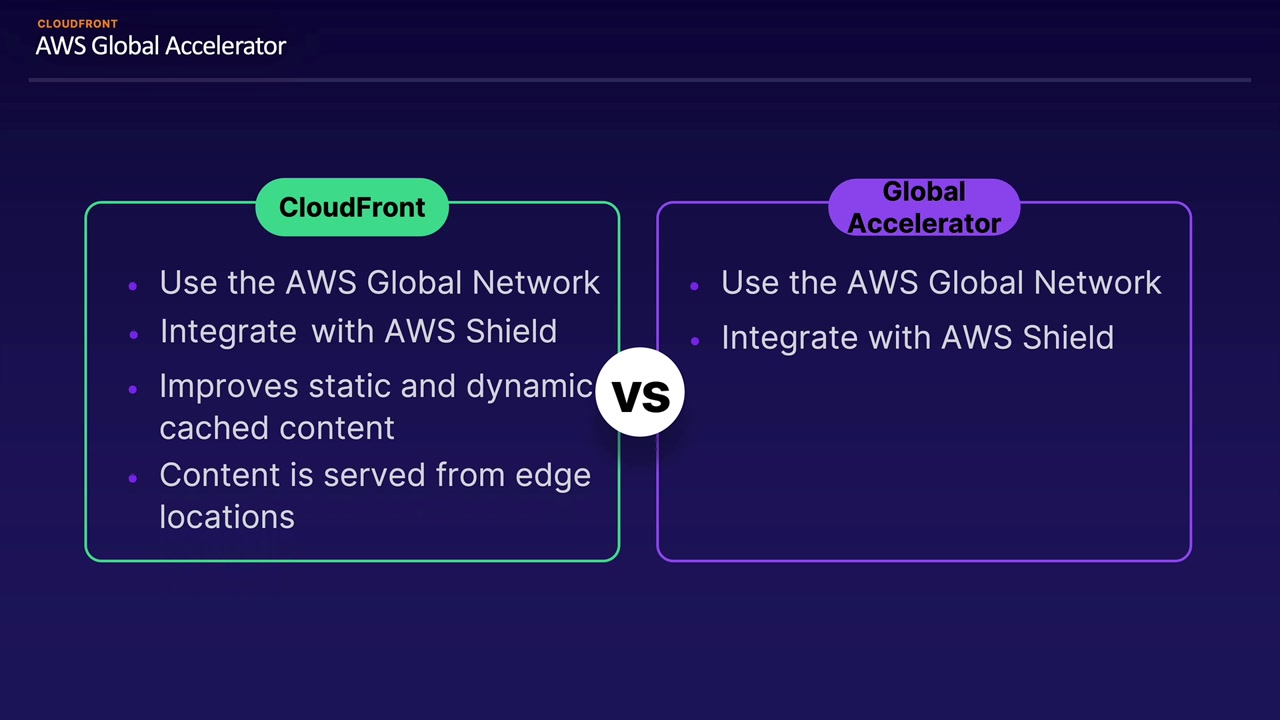 CLOUDFRONT
AWS Global Accelerator
CloudFront
Use the AWS Global Network
Integrate with AWS Shield
Improves static and dynamic
cached content
Content is served from edge
locations
vs
Global
Accelerator
Use the AWS Global Network
Integrate with AWS Shield